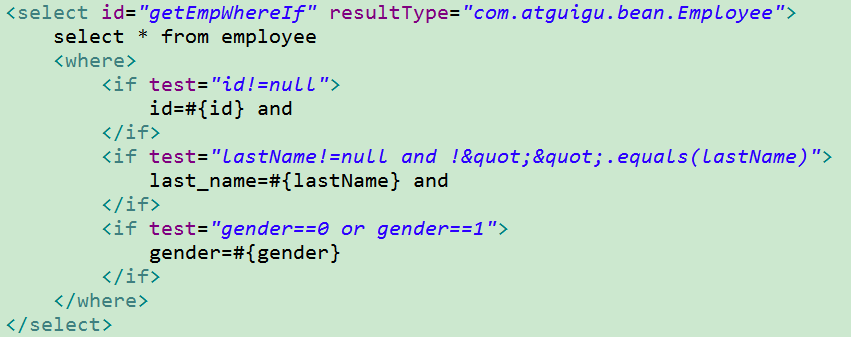 <select id="getEmpWhereIf" resultType="com.atguigu.bean.Employee">
    select * from employee
    <where>
        <if test="id!=null">
            id=#{id} and
        </if>
        <if test="lastName!=null and !&quot;&quot;.equals(lastName)">
            last_name=#{lastName} and
        </if>
        <if test="gender==0 or gender==1">
            gender=#{gender}
        </if>
    </where>
</select>